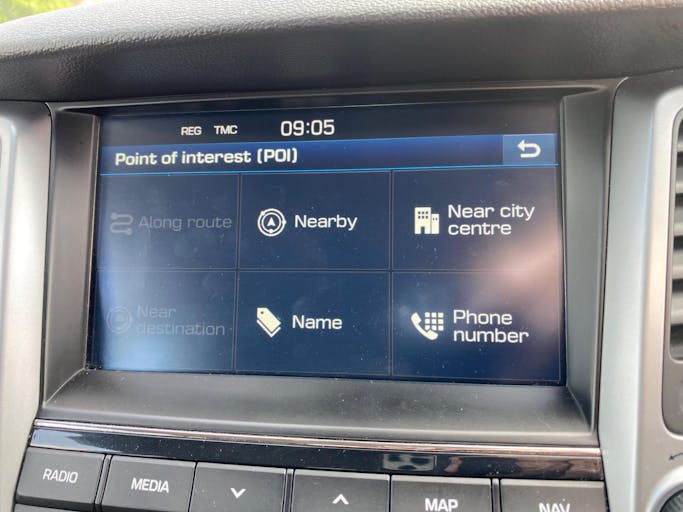 REG TMC 09:05
Point of interest (POI)
Along route
Nearby
Near city
centre
Near
destination
Name
Phone
number
RADIO
MEDIA
MAP
NAV